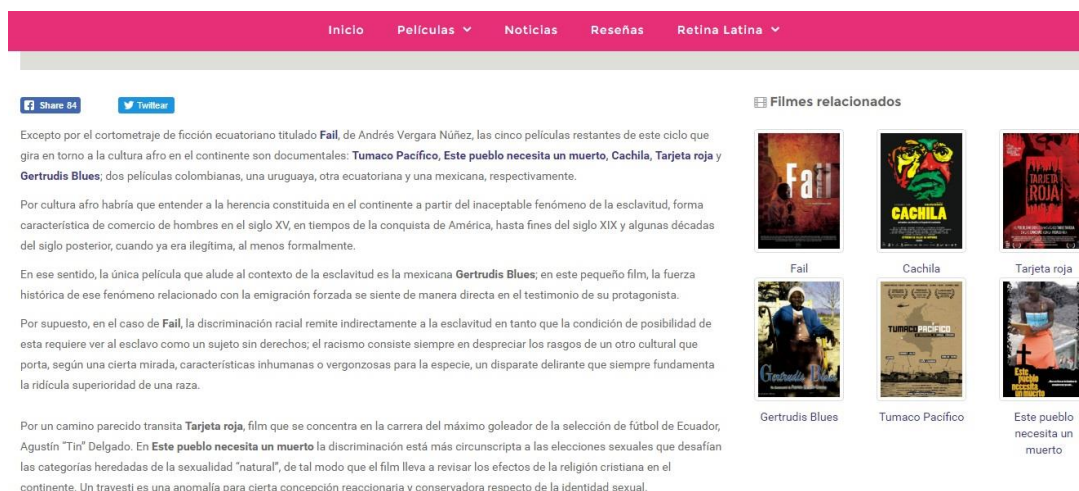 Inicio Películas Noticias Reseñas Retina Latina
Share 84 Twittear
Excepto por el cortometraje de ficción ecuatoriano titulado Fail, de Andrés Vergara Núñez, las cinco películas restantes de este ciclo que
gira en torno a la cultura afro en el continente son documentales: Tumaco Pacífico, Este pueblo necesita un muerto, Cachila, Tarjeta roja y
Gertrudis Blues; dos películas colombianas, una uruguaya, otra ecuatoriana y una mexicana, respectivamente.
Por cultura afro habría que entender a la herencia constituida en el continente a partir del inaceptable fenómeno de la esclavitud, forma
característica de comercio de hombres en el siglo XV, en tiempos de la conquista de América, hasta fines del siglo XIX y algunas décadas
del siglo posterior, cuando ya era ilegítima, al menos formalmente.
En ese sentido, la única película que alude al contexto de la esclavitud es la mexicana Gertrudis Blues; en este pequeño film, la fuerza
histórica de ese fenómeno relacionado con la emigración forzada se siente de manera directa en el testimonio de su protagonista.
Por supuesto, en el caso de Fail, la discriminación racial remite indirectamente a la esclavitud en tanto que la condición de posibilidad de
esta requiere ver al esclavo como un sujeto sin derechos; el racismo consiste siempre en despreciar los rasgos de un otro cultural que
porta, según una cierta mirada, características inhumanas o vergonzosas para la especie, un disparate delirante que siempre fundamenta
la ridícula superioridad de una raza.
Por un camino parecido transita Tarjeta roja, film que se concentra en la carrera del máximo goleador de la selección de fútbol de Ecuador,
Agustín "Tin" Delgado. En Este pueblo necesita un muerto la discriminación está más circunscripta a las elecciones sexuales que desafían
las categorías heredadas de la sexualidad "natural", de tal modo que el film lleva a revisar los efectos de la religión cristiana en el
continente. Un travesti es una anomalía para cierta concepción reaccionaria y conservadora respecto de la identidad sexual.
Filmes relacionados
Fail
CACHILA
TARJETA
ROJA
Fail Cachila Tarjeta roja
Gertrudis Blues
TUMACO PACÍFICO
Este
pueblo
necesita
un muerto
Gertrudis Blues Tumaco Pacífico Este pueblo
necesita un
muerto